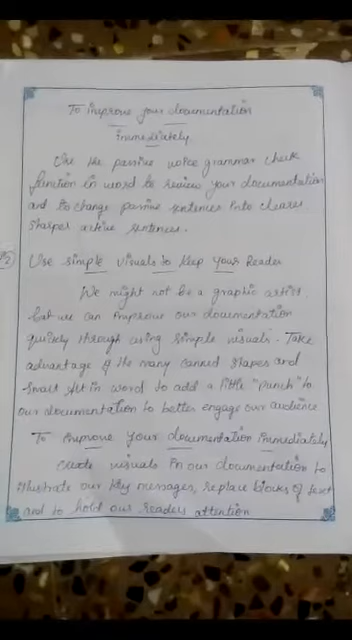 To improve your documentation
immediately
Use the passive voice grammar check
function in word to review your documentation
and to change passive sentences into clearer
sharper active sentences.
Use simple visuals to keep your Reader
We might not be a graphic artist
but we can improve our documentation
quickly through using simple visuals. Take
advantage of the many canned shapes and
Smart Art in word to add a little "punch" to
our documentation to better engage our audience
To improve your documentation immediately
create visuals in our documentation to
illustrate our key messages, replace blocks of text
and to hold our readers attention